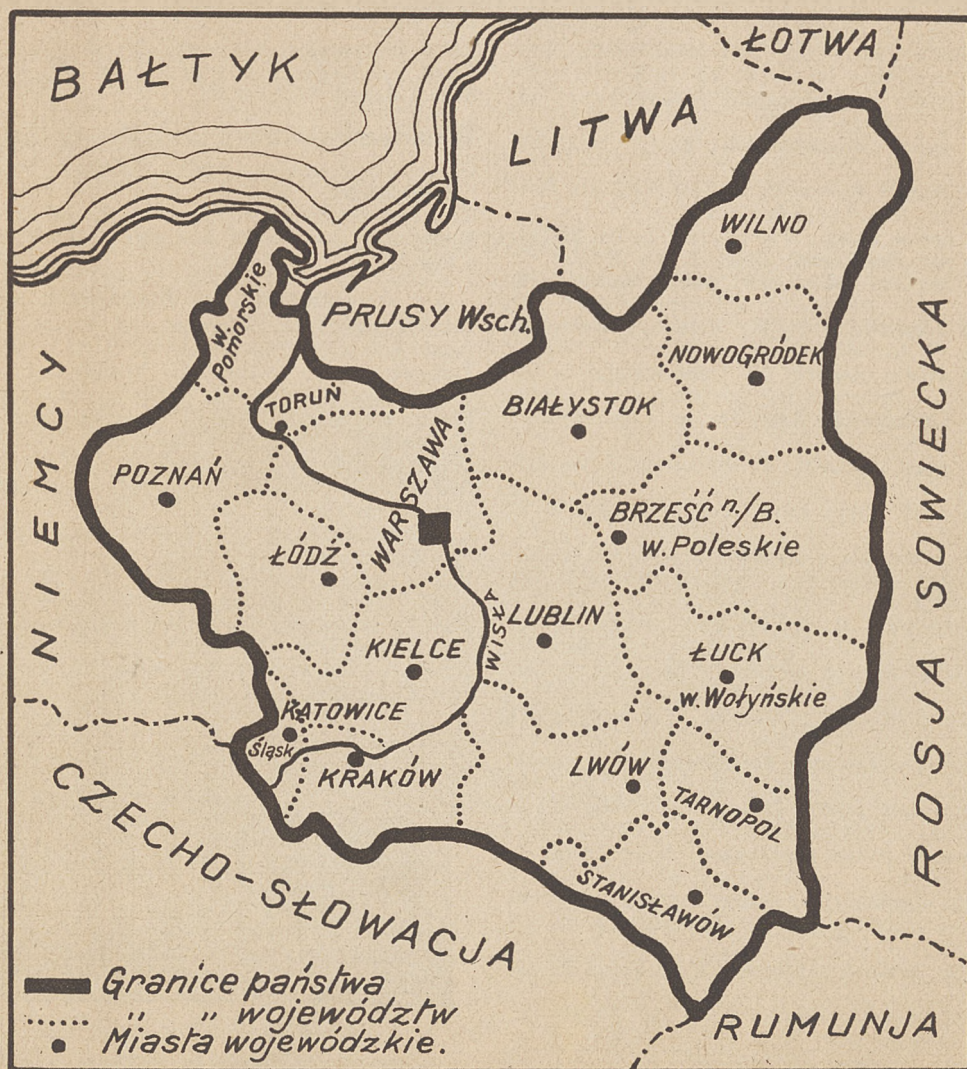 BAŁTYK
ŁOTWA
LITWA
WILNO
w. Pomorskie
PRUSY Wsch.
NOWOGRÓDEK
NIEMCY
TORUŃ
BIAŁYSTOK
POZNAŃ
WARSZAWA
BRZEŚĆ n./B.
w. Poleskie
ROSJA SOWIECKA
ŁÓDŹ
WISŁA
LUBLIN
KIELCE
ŁUCK
w. Wołyńskie
KATOWICE
Śląsk
KRAKÓW
LWÓW
TARNOPOL
STANISŁAWÓW
CZECHO-SŁOWACJA
RUMUNJA
Granice państwa
„ „ województw
Miasta wojewódzkie.